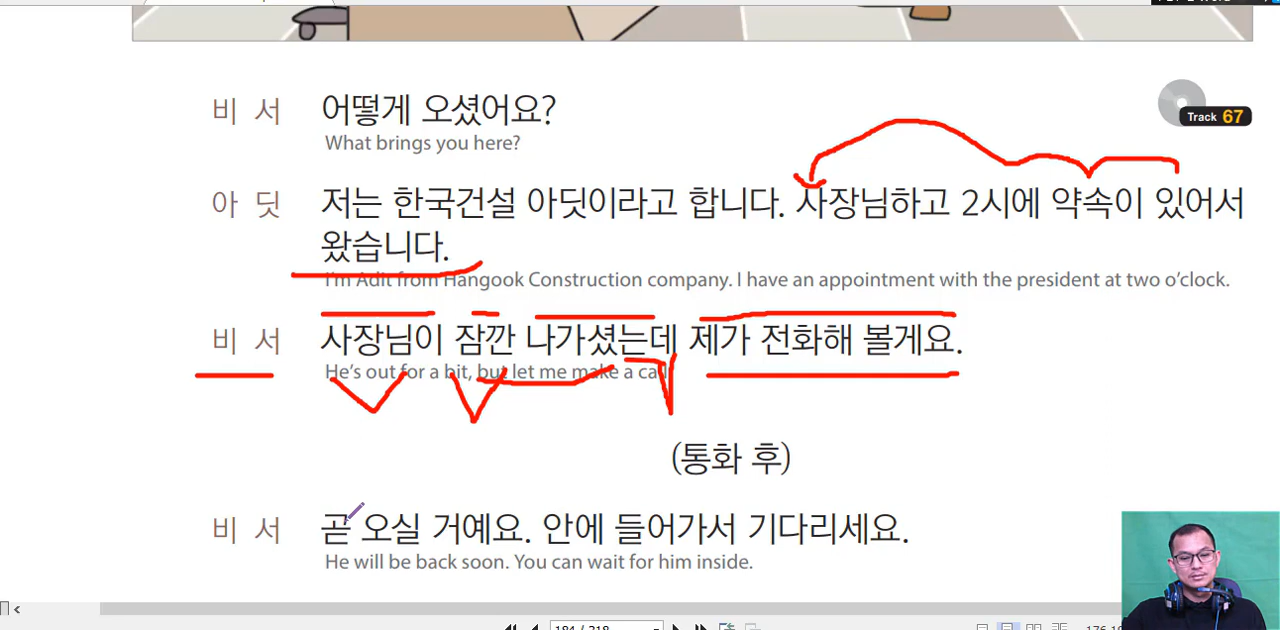 비 서 어떻게 오셨어요?
What brings you here?
Track 67
아 딧 저는 한국건설 아딧이라고 합니다. 사장님하고 2시에 약속이 있어서
왔습니다.
I'm Adit from Hangook Construction company. I have an appointment with the president at two o'clock.
비 서 사장님이 잠깐 나가셨는데 제가 전화해 볼게요.
He's out for a bit, but let me make a call
(통화 후)
비 서 곧 오실 거예요. 안에 들어가서 기다리세요.
He will be back soon. You can wait for him inside.
184 / 218